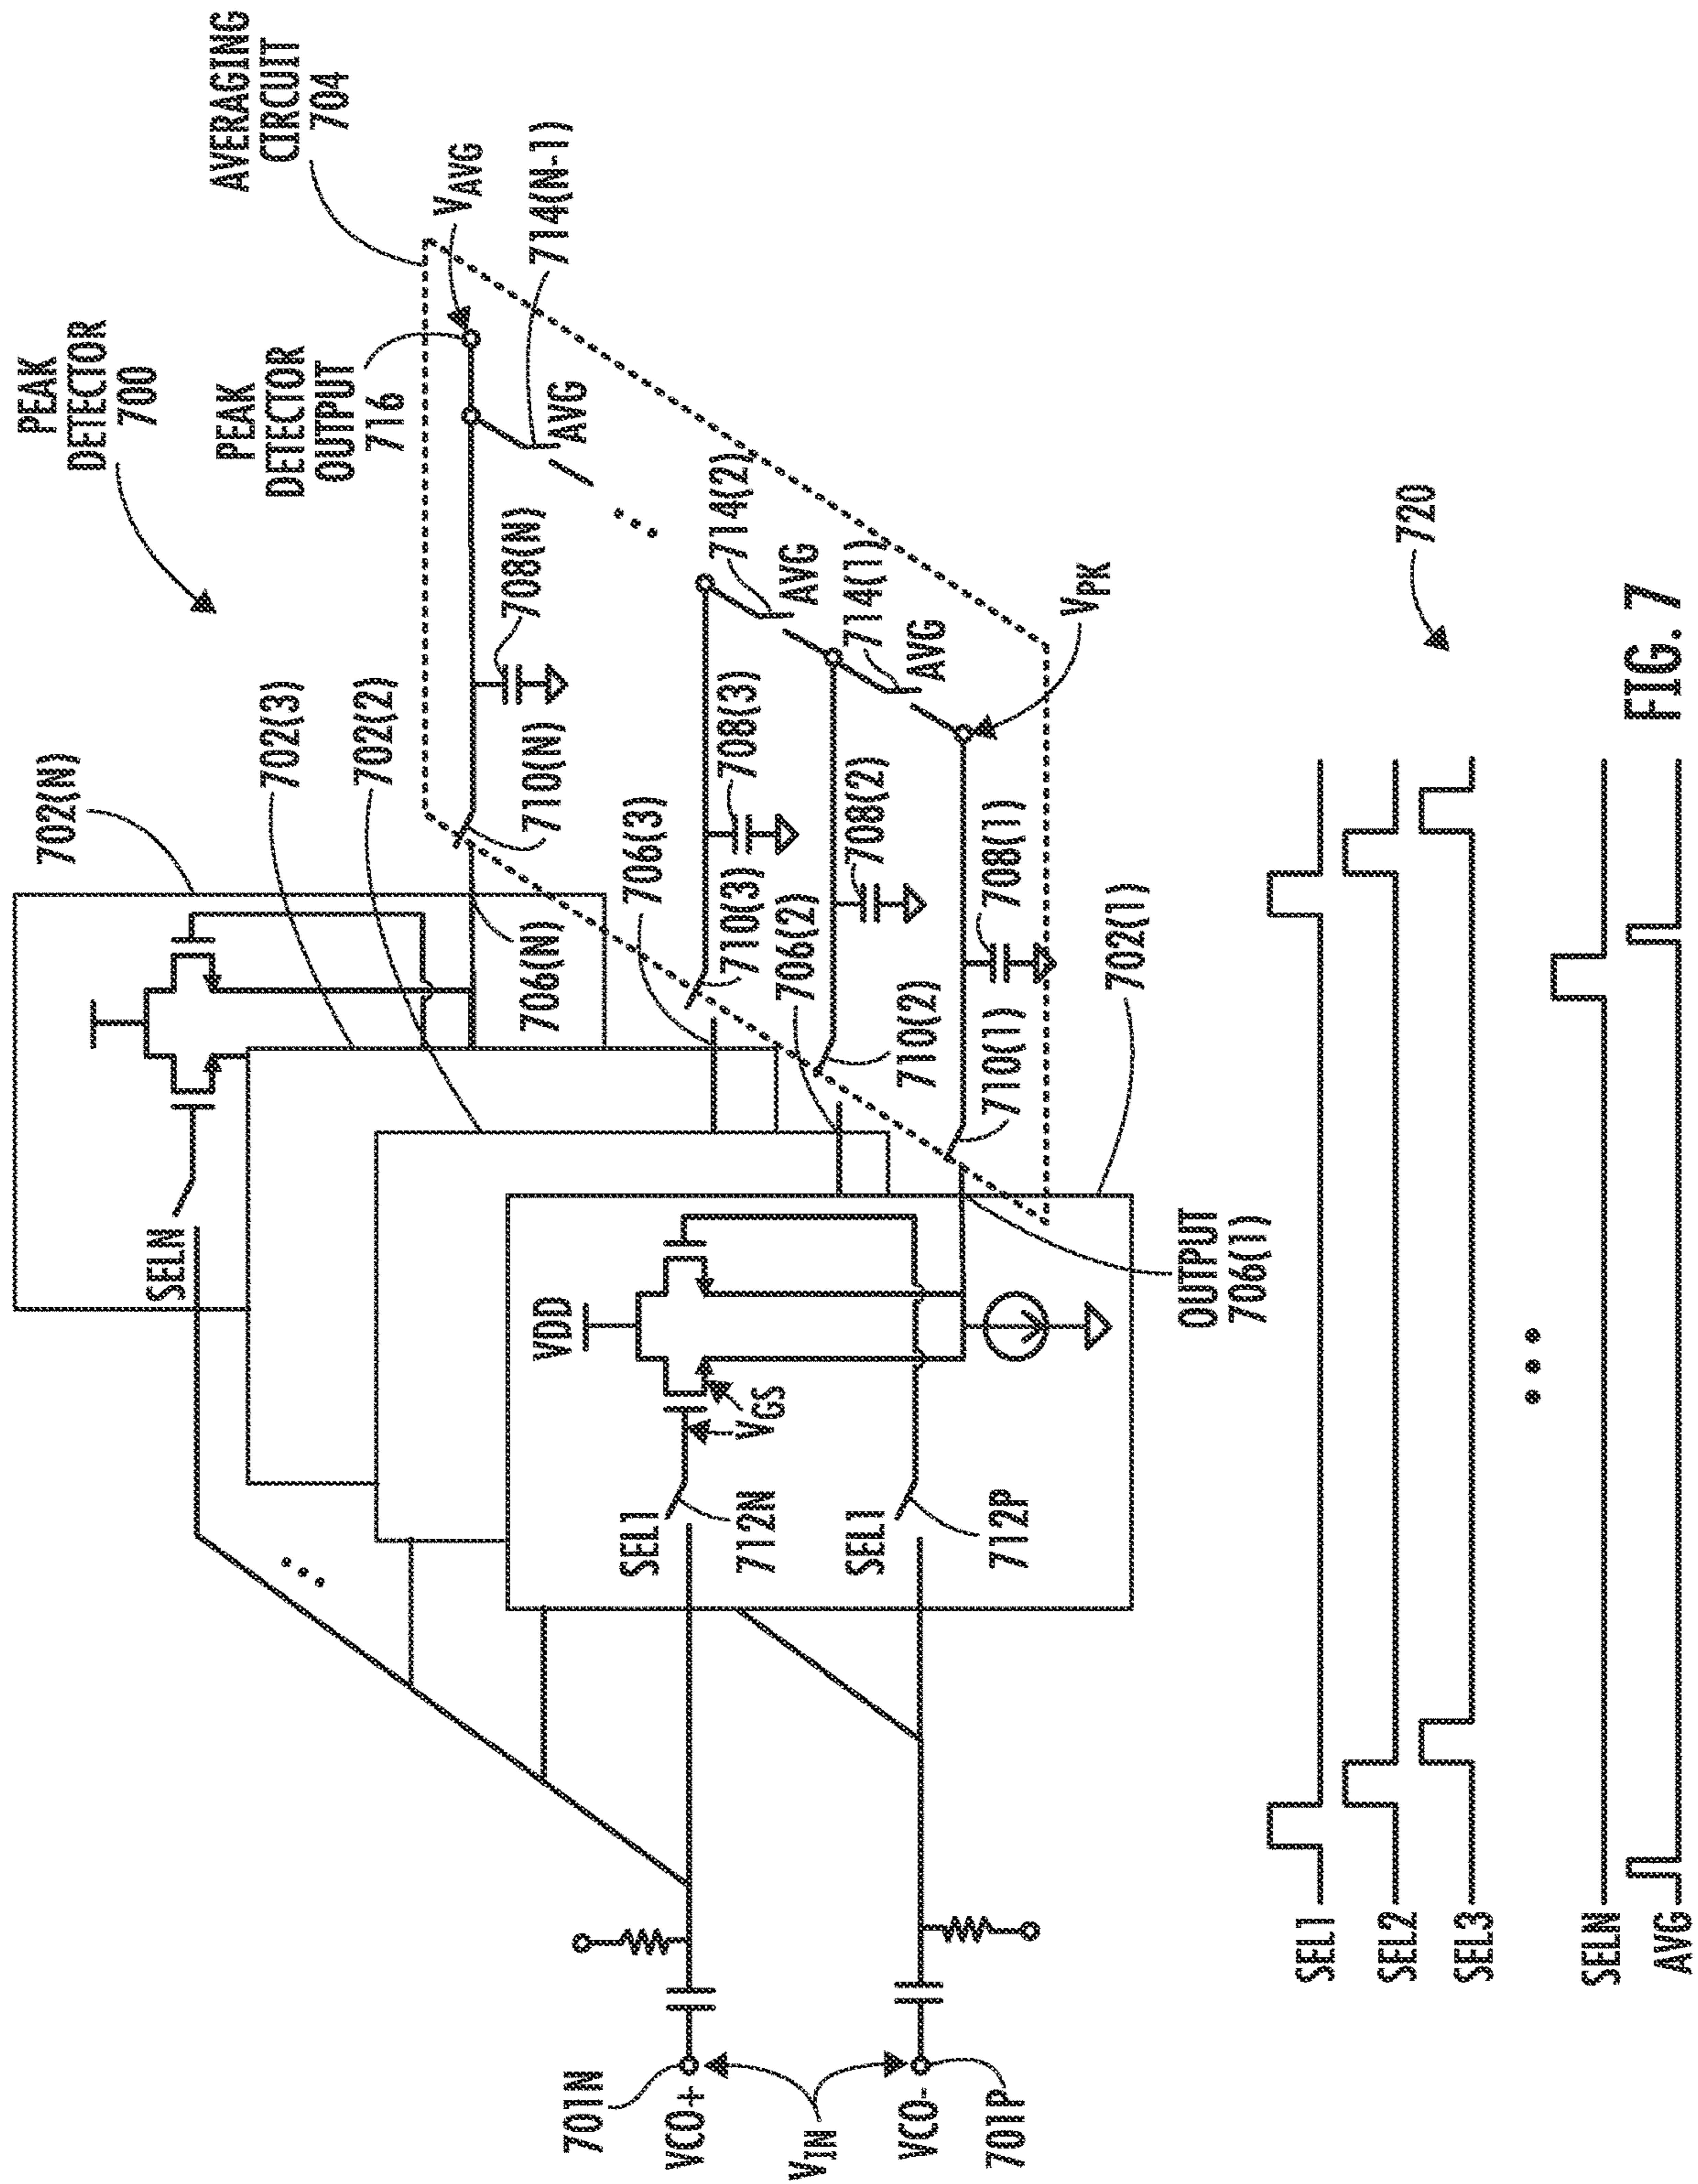 PEAK
DETECTOR
700
AVERAGING
CIRCUIT
704
PEAK
DETECTOR
OUTPUT
716
VAVG
714(N-1)
AVG
702(N)
702(3)
702(2)
708(N)
710(N)
706(N)
SELN
714(2)
AVG
714(1)
AVG
VPK
708(3)
710(3)
706(3)
708(2)
706(2)
710(2)
708(1)
710(1)
702(1)
OUTPUT
706(1)
VDD
VGS
SEL1
712N
SEL1
712P
701N
VCO+
VIN
VCO-
701P
720
SEL1
SEL2
SEL3
SELN
AVG
FIG. 7